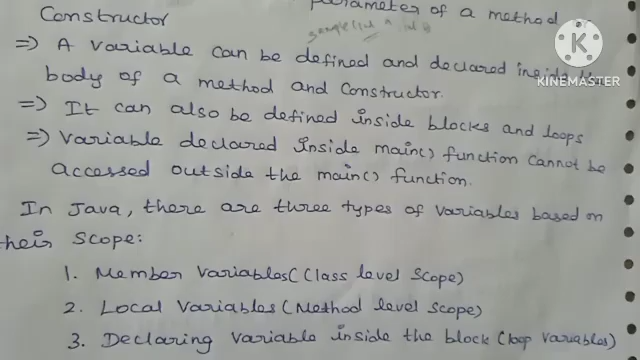 parameter of a method or
Constructor
⇒ A variable can be defined and declared inside the
body of a method and Constructor.
⇒ It can also be defined inside blocks and loops
⇒ Variable declared inside main() function cannot be
accessed outside the main() function.
In Java, there are three types of variables based on
their scope:
1. Member Variables (Class level scope)
2. Local Variables (Method level scope)
3. Declaring variable inside the block (loop variables)
KINEMASTER